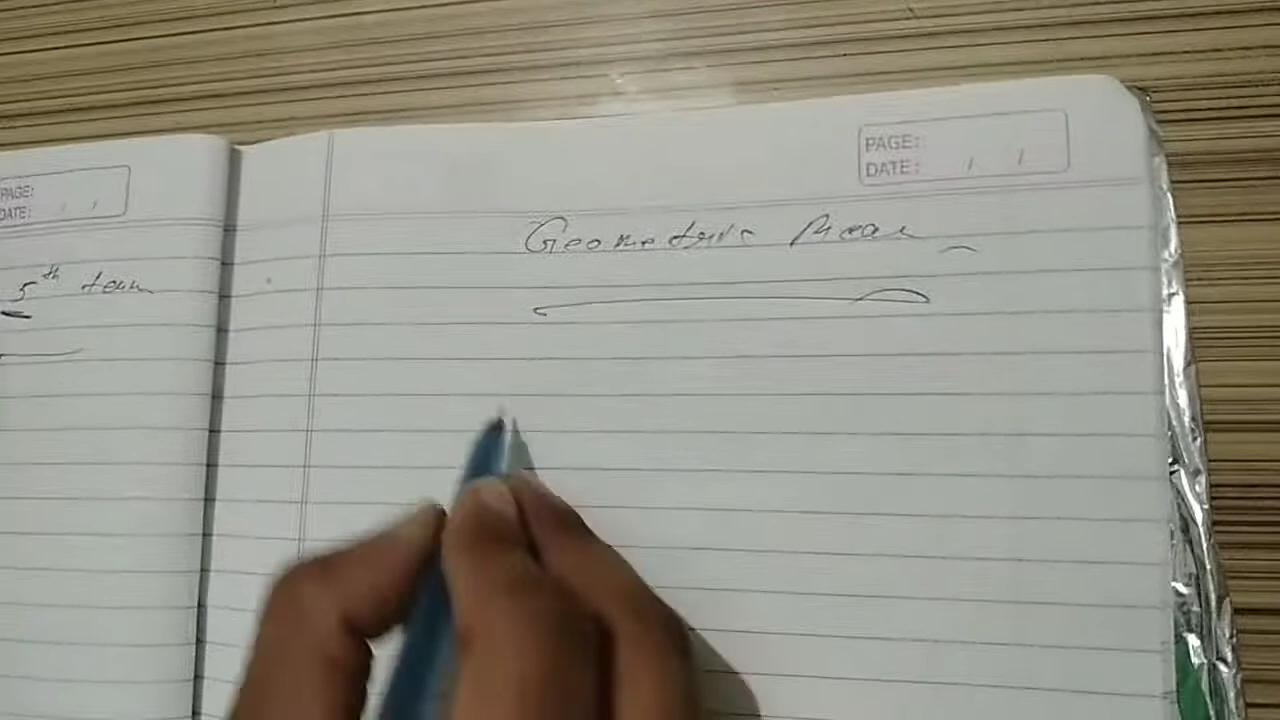 PAGE:
DATE: / /
5th term
PAGE:
DATE: / /
Geometric Mean